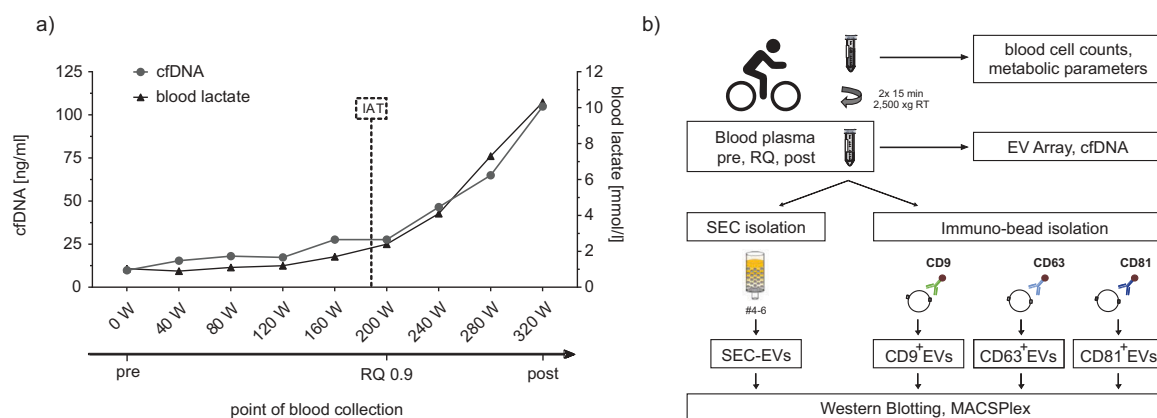 a)
cfDNA
blood lactate
125
100
75
50
25
0
cfDNA [ng/ml]
12
10
8
6
4
2
0
blood lactate [mmol/l]
IAT
0 W
40 W
80 W
120 W
160 W
200 W
240 W
280 W
320 W
pre
RQ 0.9
post
point of blood collection
b)
2x 15 min
2,500 xg RT
blood cell counts,
metabolic parameters
Blood plasma
pre, RQ, post
EV Array, cfDNA
SEC isolation
Immuno-bead isolation
CD9
CD63
CD81
#4-6
SEC-EVs
CD9+EVs
CD63+EVs
CD81+EVs
Western Blotting, MACSPlex